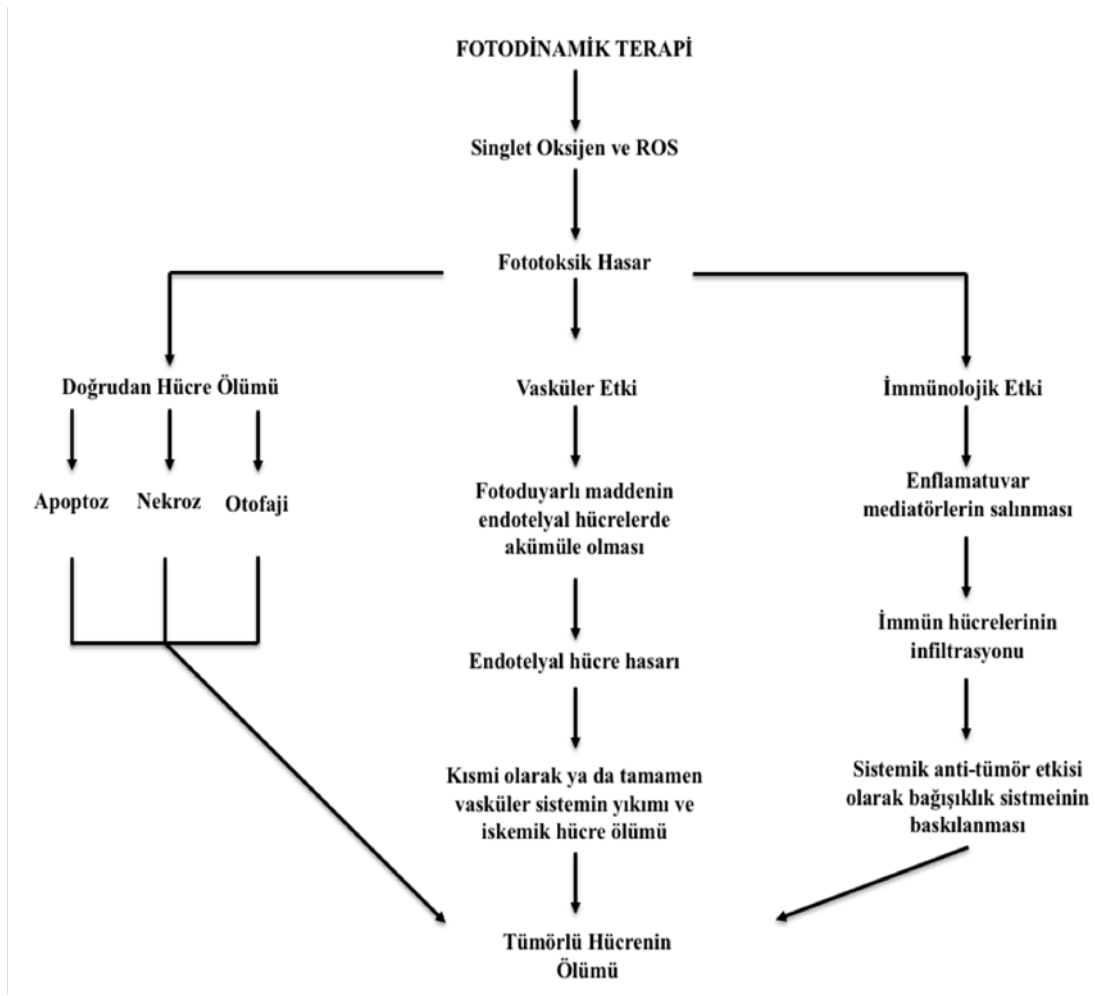 FOTODİNAMİK TERAPİ
Singlet Oksijen ve ROS
Fototoksik Hasar
Doğrudan Hücre Ölümü
Apoptoz
Nekroz
Otofaji
Vasküler Etki
Fotoduyarlı maddenin
endotelyal hücrelerde
akümüle olması
Endotelyal hücre hasarı
Kısmi olarak ya da tamamen
vasküler sistemin yıkımı ve
iskemik hücre ölümü
İmmünolojik Etki
Enflamatuvar
mediatörlerin salınması
İmmün hücrelerinin
infiltrasyonu
Sistemik anti-tümör etkisi
olarak bağışıklık sistmeinin
baskılanması
Tümörlü Hücrenin
Ölümü